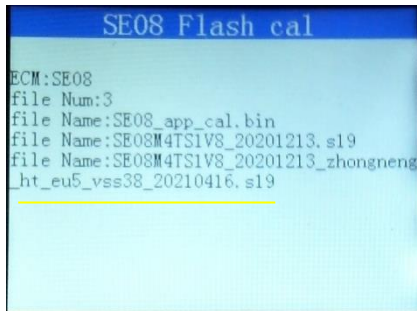 SE08 Flash cal
ECM:SE08
file Num:3
file Name:SE08_app_cal.bin
file Name:SE08M4TS1V8_20201213.s19
file Name:SE08M4TS1V8_20201213_zhongneng
_ht_eu5_vss38_20210416.s19